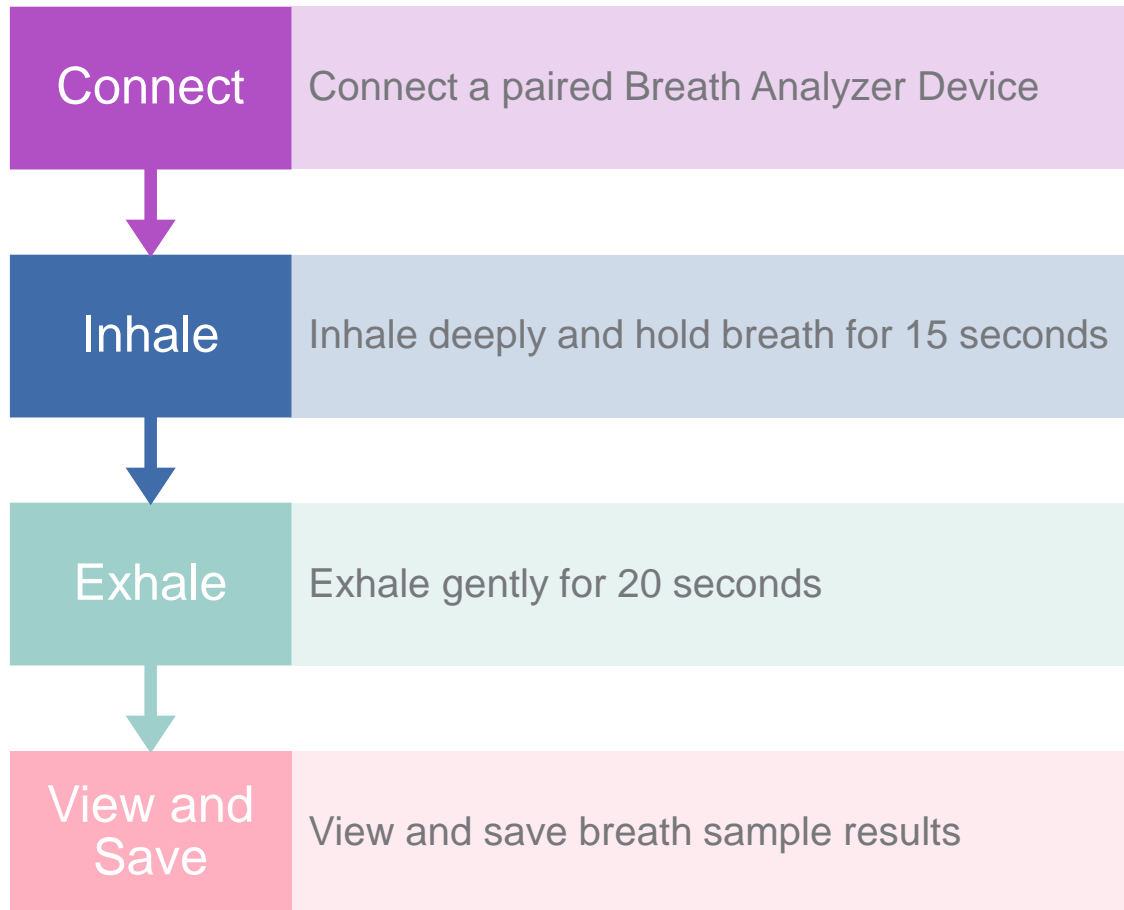 Connect
Connect a paired Breath Analyzer Device
Inhale
Inhale deeply and hold breath for 15 seconds
Exhale
Exhale gently for 20 seconds
View and
Save
View and save breath sample results